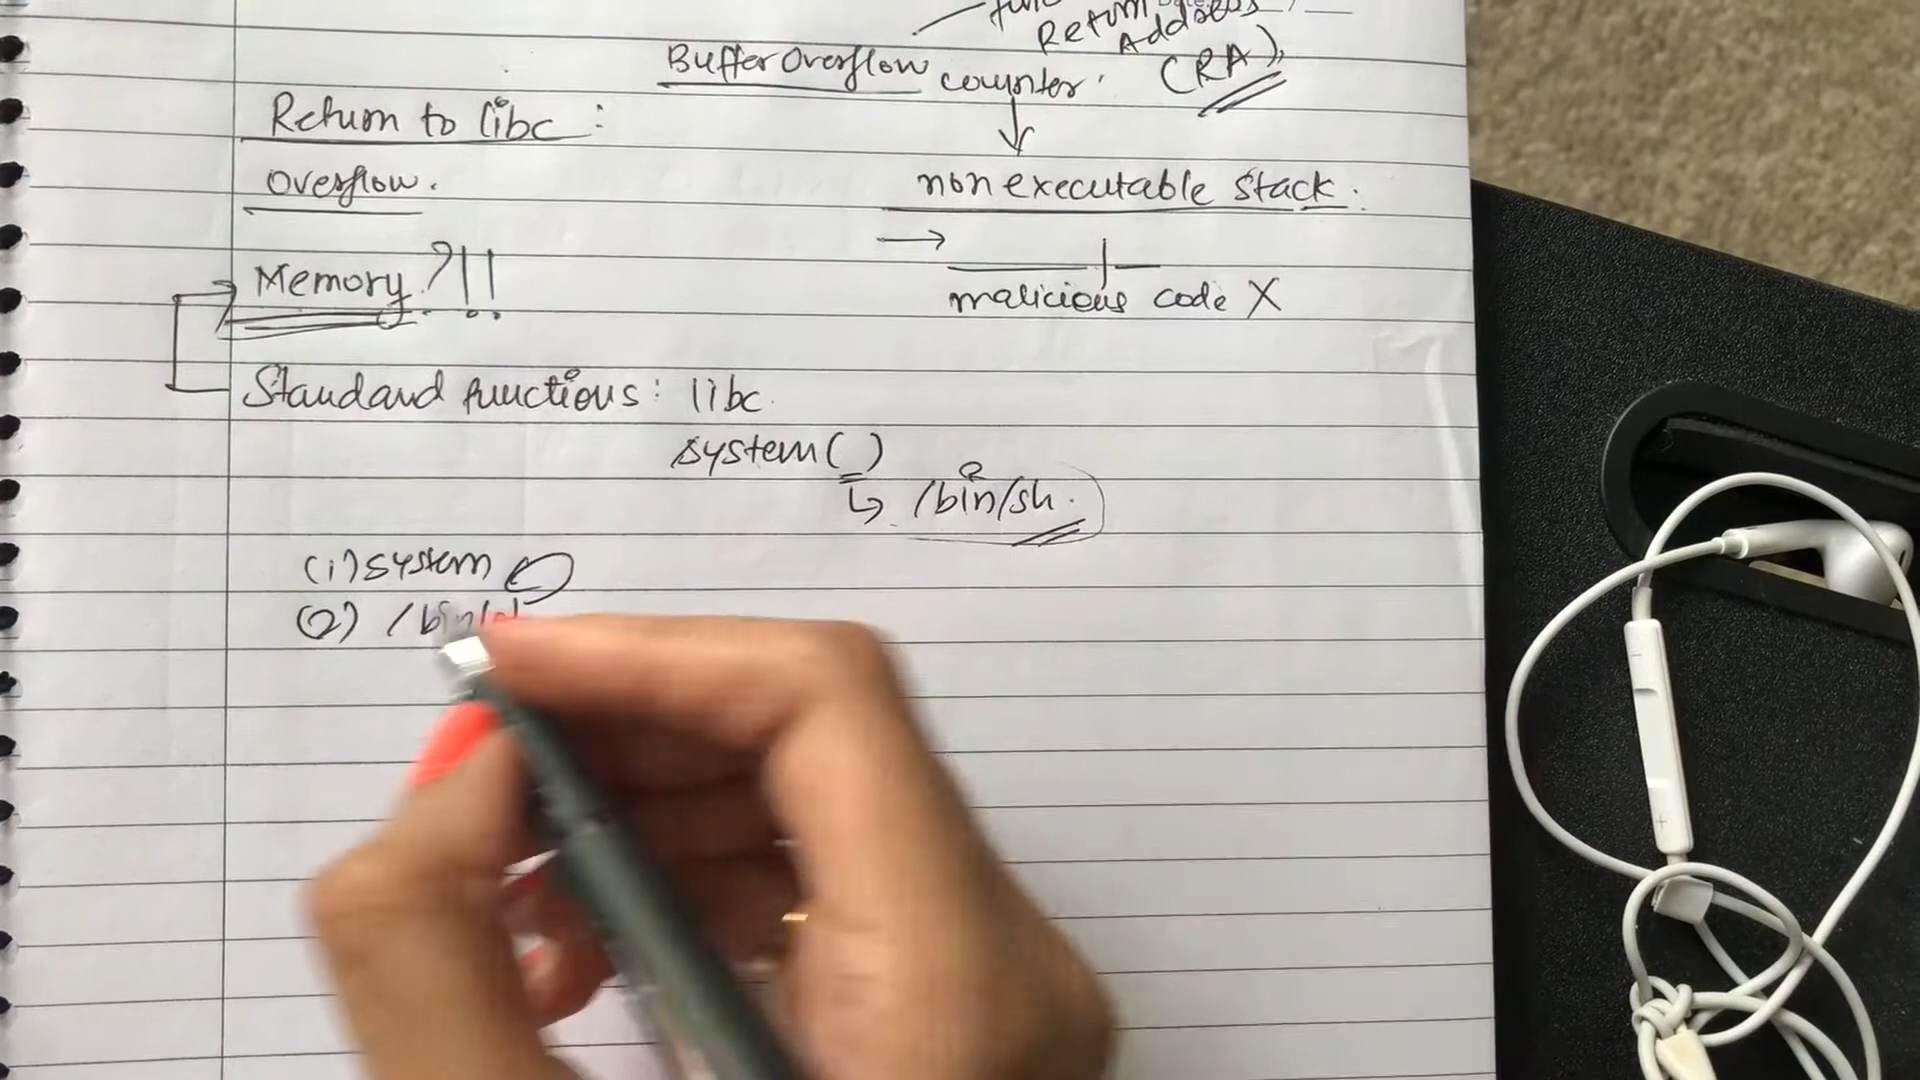 Return
Address
Buffer Overflow counter. (RA),
Return to libc :
overflow.
non executable stack.
Memory ?!!
malicious code X
Standard functions : libc.
system( )
↳ /bin/sh.
(1) system
(2) /bin/